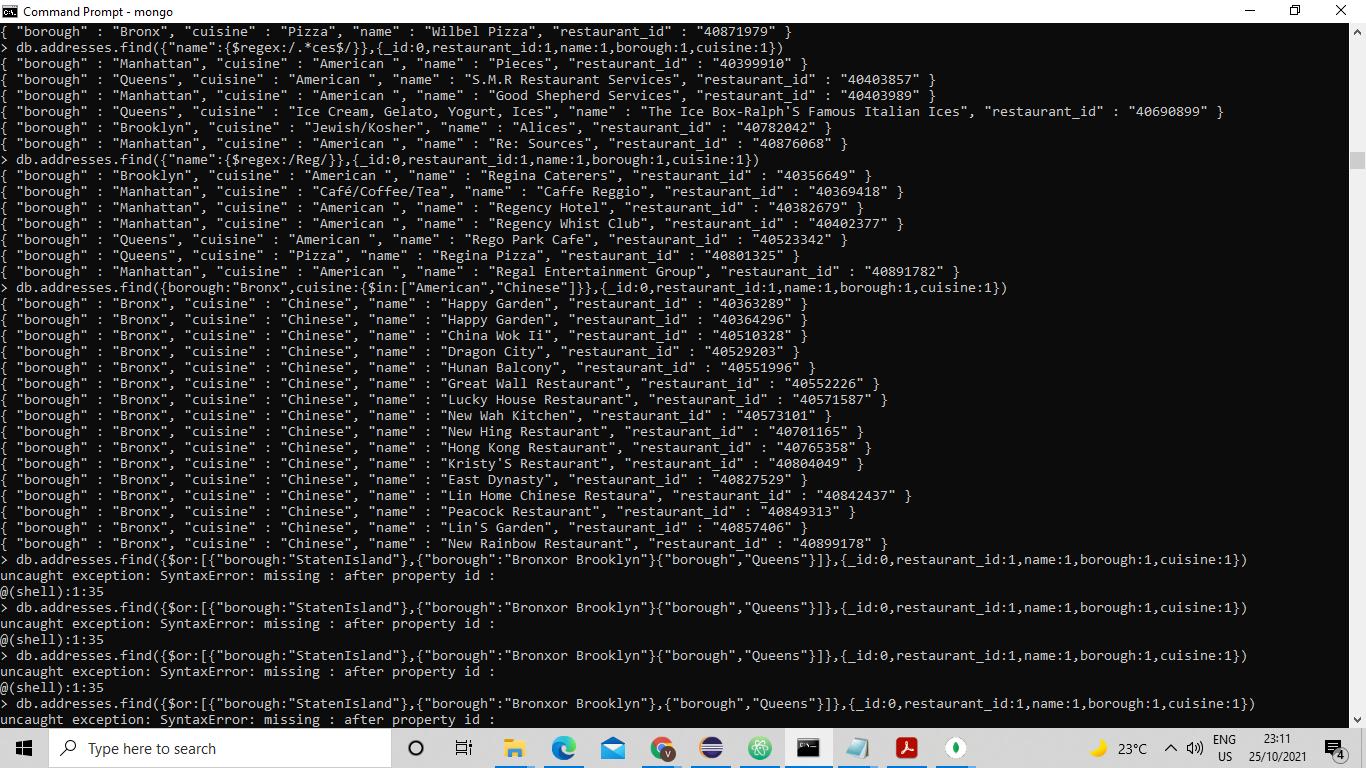 Command Prompt - mongo
{ "borough" : "Bronx", "cuisine" : "Pizza", "name" : "Wilbel Pizza", "restaurant_id" : "40871979" }
> db.addresses.find({"name":{$regex:/.*ces$/}},{_id:0,restaurant_id:1,name:1,borough:1,cuisine:1})
{ "borough" : "Manhattan", "cuisine" : "American ", "name" : "Pieces", "restaurant_id" : "40399910" }
{ "borough" : "Queens", "cuisine" : "American ", "name" : "S.M.R Restaurant Services", "restaurant_id" : "40403857" }
{ "borough" : "Manhattan", "cuisine" : "American ", "name" : "Good Shepherd Services", "restaurant_id" : "40403989" }
{ "borough" : "Queens", "cuisine" : "Ice Cream, Gelato, Yogurt, Ices", "name" : "The Ice Box-Ralph'S Famous Italian Ices", "restaurant_id" : "40690899" }
{ "borough" : "Brooklyn", "cuisine" : "Jewish/Kosher", "name" : "Alices", "restaurant_id" : "40782042" }
{ "borough" : "Manhattan", "cuisine" : "American ", "name" : "Re: Sources", "restaurant_id" : "40876068" }
> db.addresses.find({"name":{$regex:/Reg/}},{_id:0,restaurant_id:1,name:1,borough:1,cuisine:1})
{ "borough" : "Brooklyn", "cuisine" : "American ", "name" : "Regina Caterers", "restaurant_id" : "40356649" }
{ "borough" : "Manhattan", "cuisine" : "Café/Coffee/Tea", "name" : "Caffe Reggio", "restaurant_id" : "40369418" }
{ "borough" : "Manhattan", "cuisine" : "American ", "name" : "Regency Hotel", "restaurant_id" : "40382679" }
{ "borough" : "Manhattan", "cuisine" : "American ", "name" : "Regency Whist Club", "restaurant_id" : "40402377" }
{ "borough" : "Queens", "cuisine" : "American ", "name" : "Rego Park Cafe", "restaurant_id" : "40523342" }
{ "borough" : "Queens", "cuisine" : "Pizza", "name" : "Regina Pizza", "restaurant_id" : "40801325" }
{ "borough" : "Manhattan", "cuisine" : "American ", "name" : "Regal Entertainment Group", "restaurant_id" : "40891782" }
> db.addresses.find({borough:"Bronx",cuisine:{$in:["American","Chinese"]}},{_id:0,restaurant_id:1,name:1,borough:1,cuisine:1})
{ "borough" : "Bronx", "cuisine" : "Chinese", "name" : "Happy Garden", "restaurant_id" : "40363289" }
{ "borough" : "Bronx", "cuisine" : "Chinese", "name" : "Happy Garden", "restaurant_id" : "40364296" }
{ "borough" : "Bronx", "cuisine" : "Chinese", "name" : "China Wok Ii", "restaurant_id" : "40510328" }
{ "borough" : "Bronx", "cuisine" : "Chinese", "name" : "Dragon City", "restaurant_id" : "40529203" }
{ "borough" : "Bronx", "cuisine" : "Chinese", "name" : "Hunan Balcony", "restaurant_id" : "40551996" }
{ "borough" : "Bronx", "cuisine" : "Chinese", "name" : "Great Wall Restaurant", "restaurant_id" : "40552226" }
{ "borough" : "Bronx", "cuisine" : "Chinese", "name" : "Lucky House Restaurant", "restaurant_id" : "40571587" }
{ "borough" : "Bronx", "cuisine" : "Chinese", "name" : "New Wah Kitchen", "restaurant_id" : "40573101" }
{ "borough" : "Bronx", "cuisine" : "Chinese", "name" : "New Hing Restaurant", "restaurant_id" : "40701165" }
{ "borough" : "Bronx", "cuisine" : "Chinese", "name" : "Hong Kong Restaurant", "restaurant_id" : "40765358" }
{ "borough" : "Bronx", "cuisine" : "Chinese", "name" : "Kristy'S Restaurant", "restaurant_id" : "40804049" }
{ "borough" : "Bronx", "cuisine" : "Chinese", "name" : "East Dynasty", "restaurant_id" : "40827529" }
{ "borough" : "Bronx", "cuisine" : "Chinese", "name" : "Lin Home Chinese Restaura", "restaurant_id" : "40842437" }
{ "borough" : "Bronx", "cuisine" : "Chinese", "name" : "Peacock Restaurant", "restaurant_id" : "40849313" }
{ "borough" : "Bronx", "cuisine" : "Chinese", "name" : "Lin'S Garden", "restaurant_id" : "40857406" }
{ "borough" : "Bronx", "cuisine" : "Chinese", "name" : "New Rainbow Restaurant", "restaurant_id" : "40899178" }
> db.addresses.find({$or:[{"borough:"StatenIsland"},{"borough":"Bronxor Brooklyn"}{"borough","Queens"}]},{_id:0,restaurant_id:1,name:1,borough:1,cuisine:1})
uncaught exception: SyntaxError: missing : after property id :
@(shell):1:35
> db.addresses.find({$or:[{"borough:"StatenIsland"},{"borough":"Bronxor Brooklyn"}{"borough","Queens"}]},{_id:0,restaurant_id:1,name:1,borough:1,cuisine:1})
uncaught exception: SyntaxError: missing : after property id :
@(shell):1:35
> db.addresses.find({$or:[{"borough:"StatenIsland"},{"borough":"Bronxor Brooklyn"}{"borough","Queens"}]},{_id:0,restaurant_id:1,name:1,borough:1,cuisine:1})
uncaught exception: SyntaxError: missing : after property id :
@(shell):1:35
> db.addresses.find({$or:[{"borough:"StatenIsland"},{"borough":"Bronxor Brooklyn"},{"borough","Queens"}]},{_id:0,restaurant_id:1,name:1,borough:1,cuisine:1})
uncaught exception: SyntaxError: missing : after property id :
Type here to search
23°C
ENG
US
23:11
25/10/2021
4